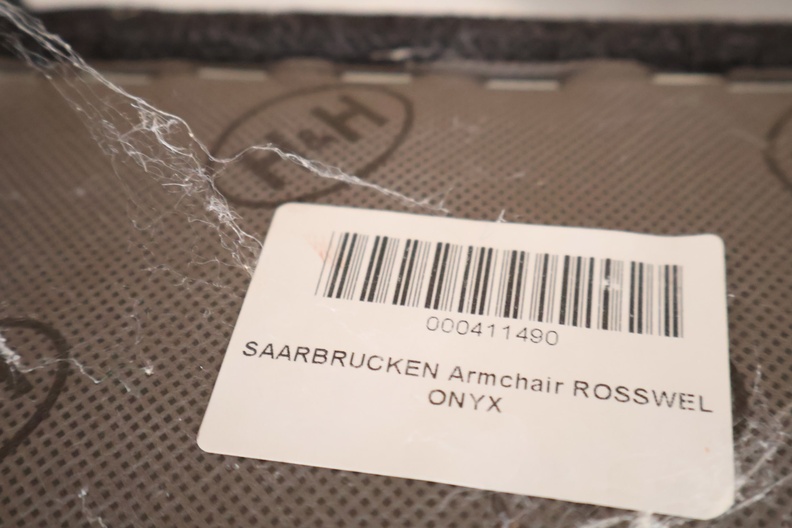 H&H
000411490
SAARBRUCKEN Armchair ROSSWEL
ONYX